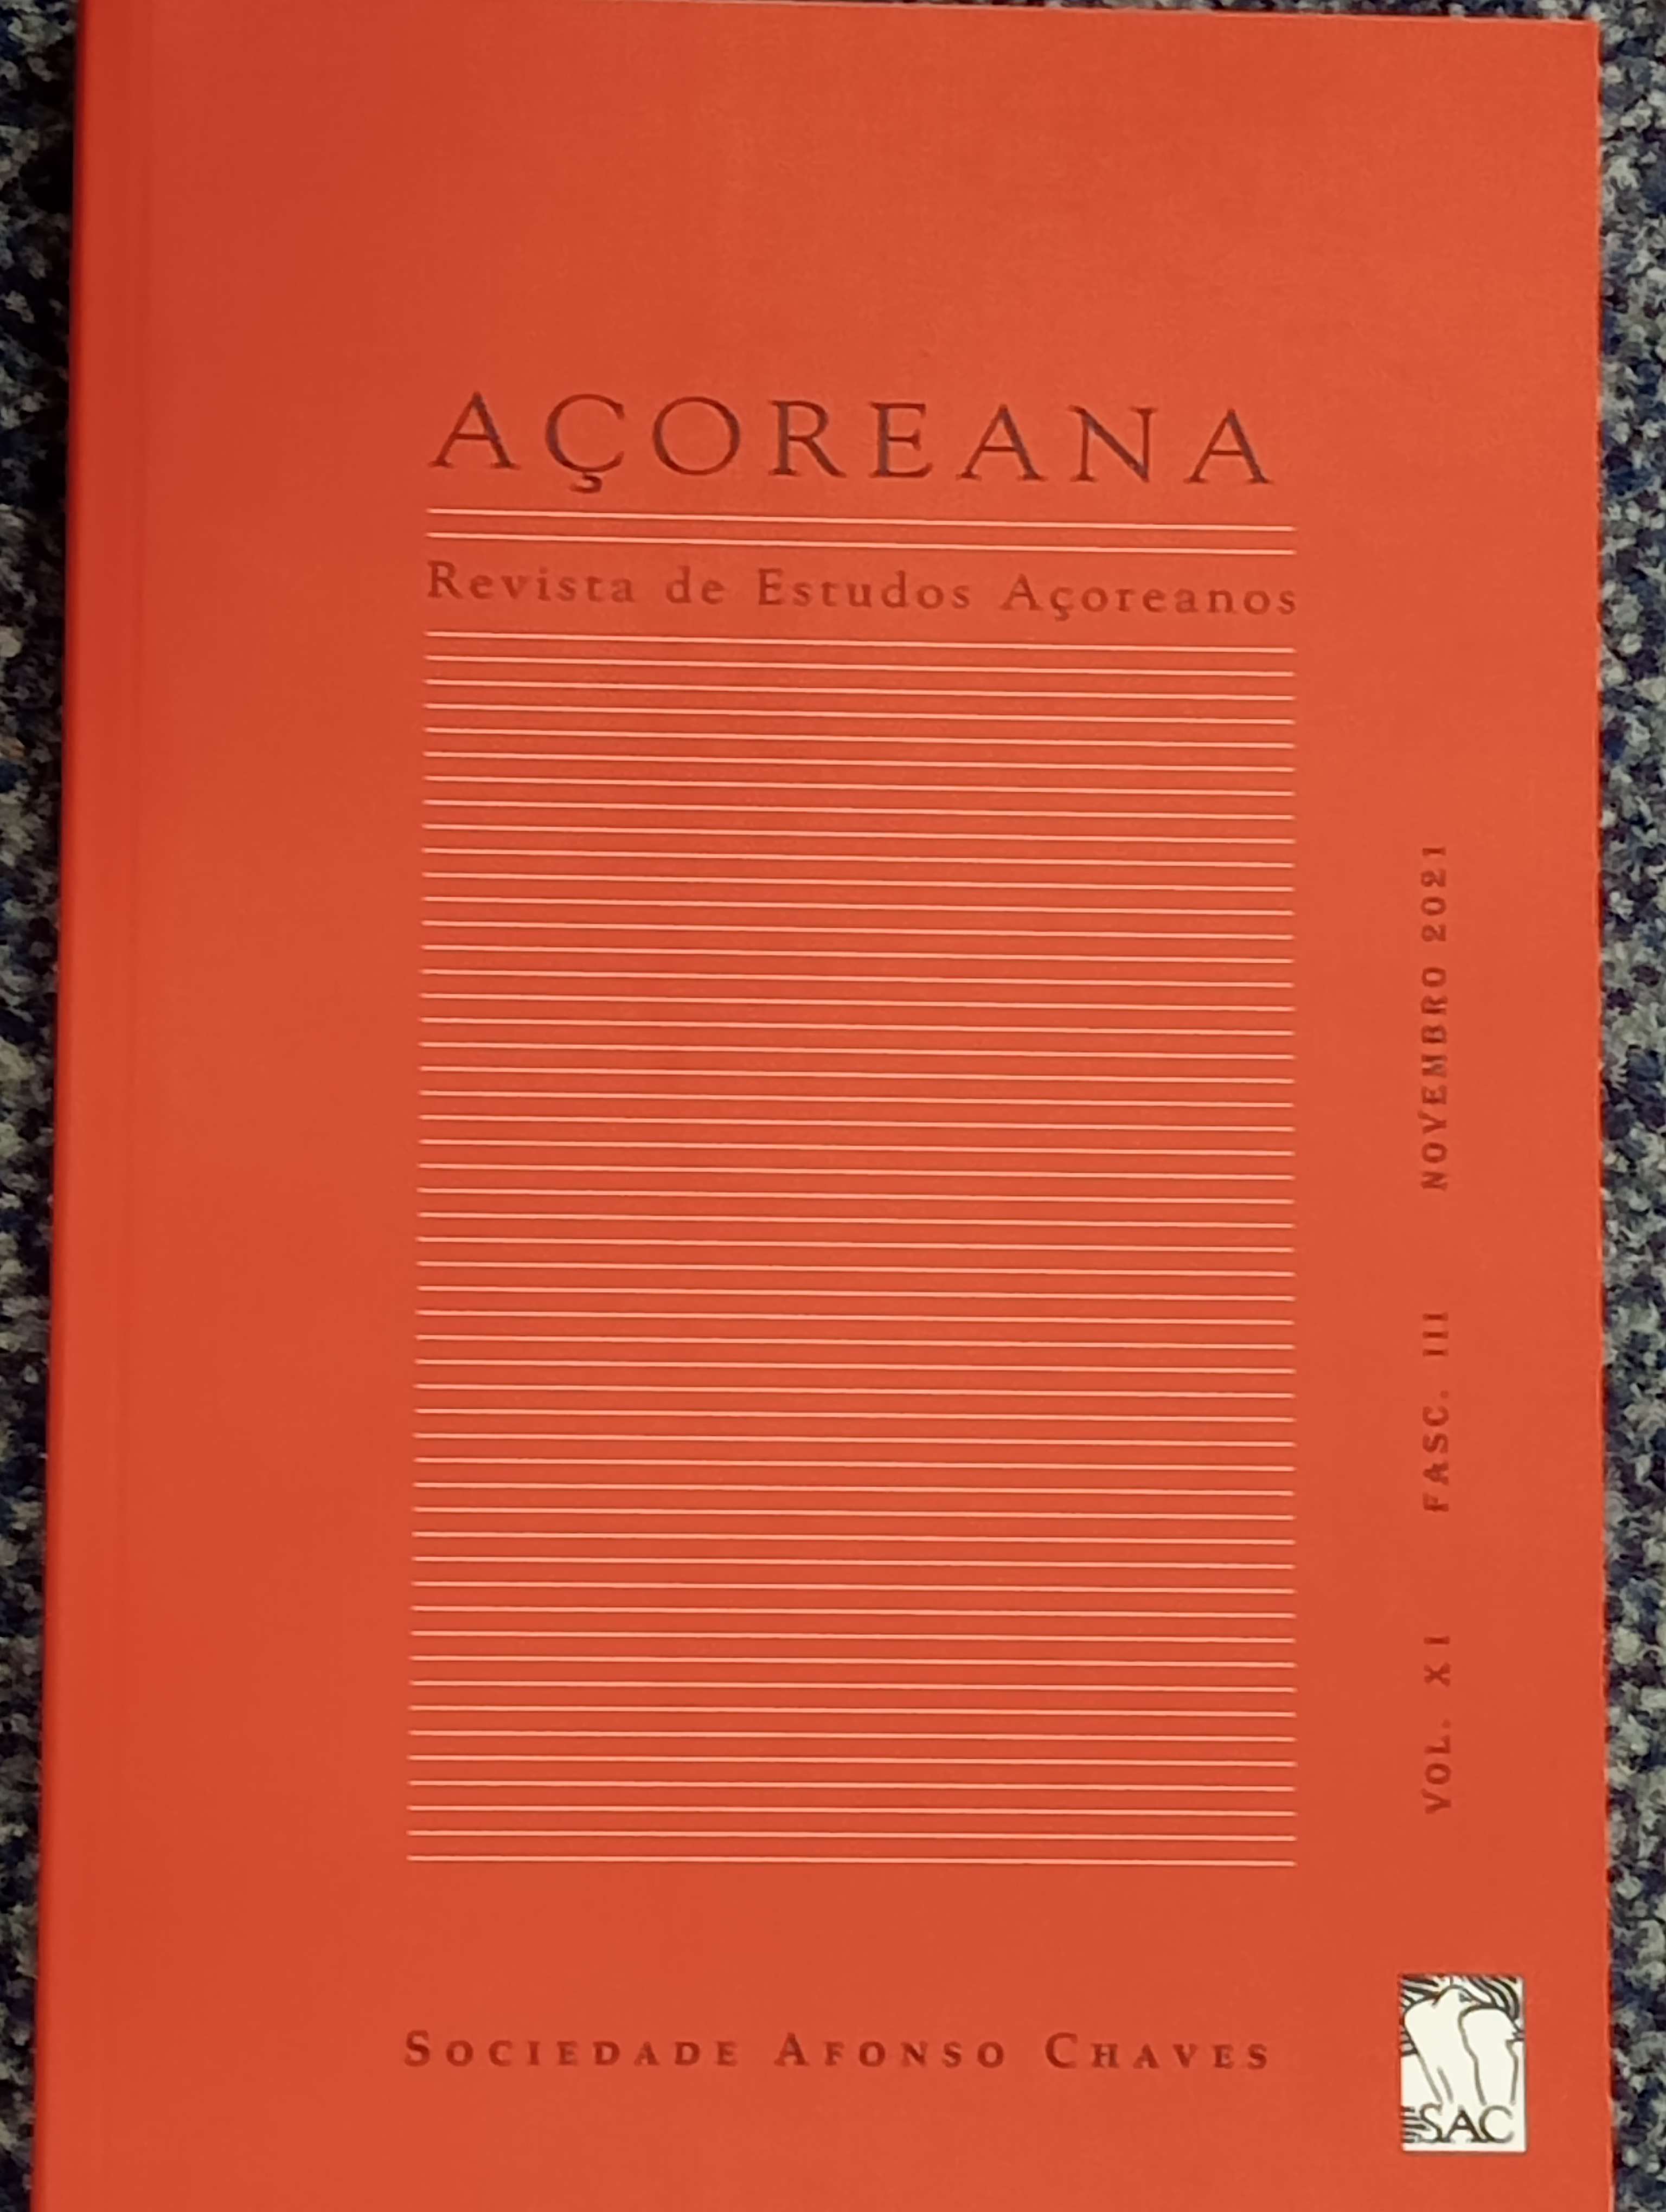 AÇOREANA
Revista de Estudos Açoreanos
VOL. XI FASC. III NOVEMBRO 2021
SOCIEDADE AFONSO CHAVES
SAC